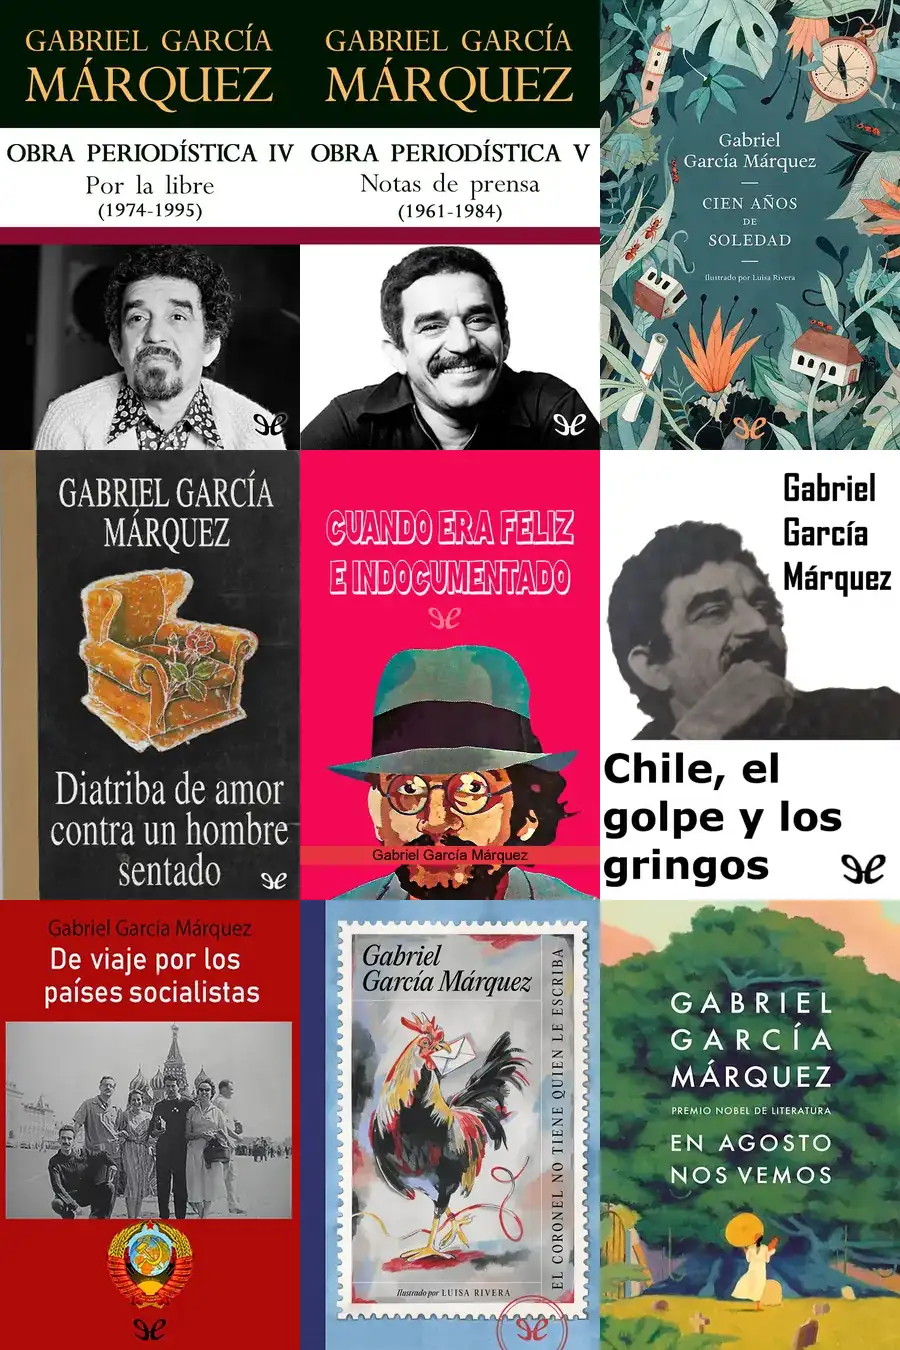 GABRIEL GARCÍA
MÁRQUEZ
OBRA PERIODÍSTICA IV
Por la libre
(1974-1995)
GABRIEL GARCÍA
MÁRQUEZ
OBRA PERIODÍSTICA V
Notas de prensa
(1961-1984)
Gabriel
García Márquez
CIEN AÑOS
DE
SOLEDAD
Ilustrado por Luisa Rivera
GABRIEL GARCÍA
MÁRQUEZ
Diatriba de amor
contra un hombre
sentado
CUANDO ERA FELIZ
E INDOCUMENTADO
Gabriel García Márquez
Gabriel
García
Márquez
Chile, el
golpe y los
gringos
Gabriel García Márquez
De viaje por los
países socialistas
Gabriel
García Márquez
EL CORONEL NO TIENE QUIEN LE ESCRIBA
Ilustrado por LUISA RIVERA
GABRIEL
GARCÍA
MÁRQUEZ
PREMIO NOBEL DE LITERATURA
EN AGOSTO
NOS VEMOS